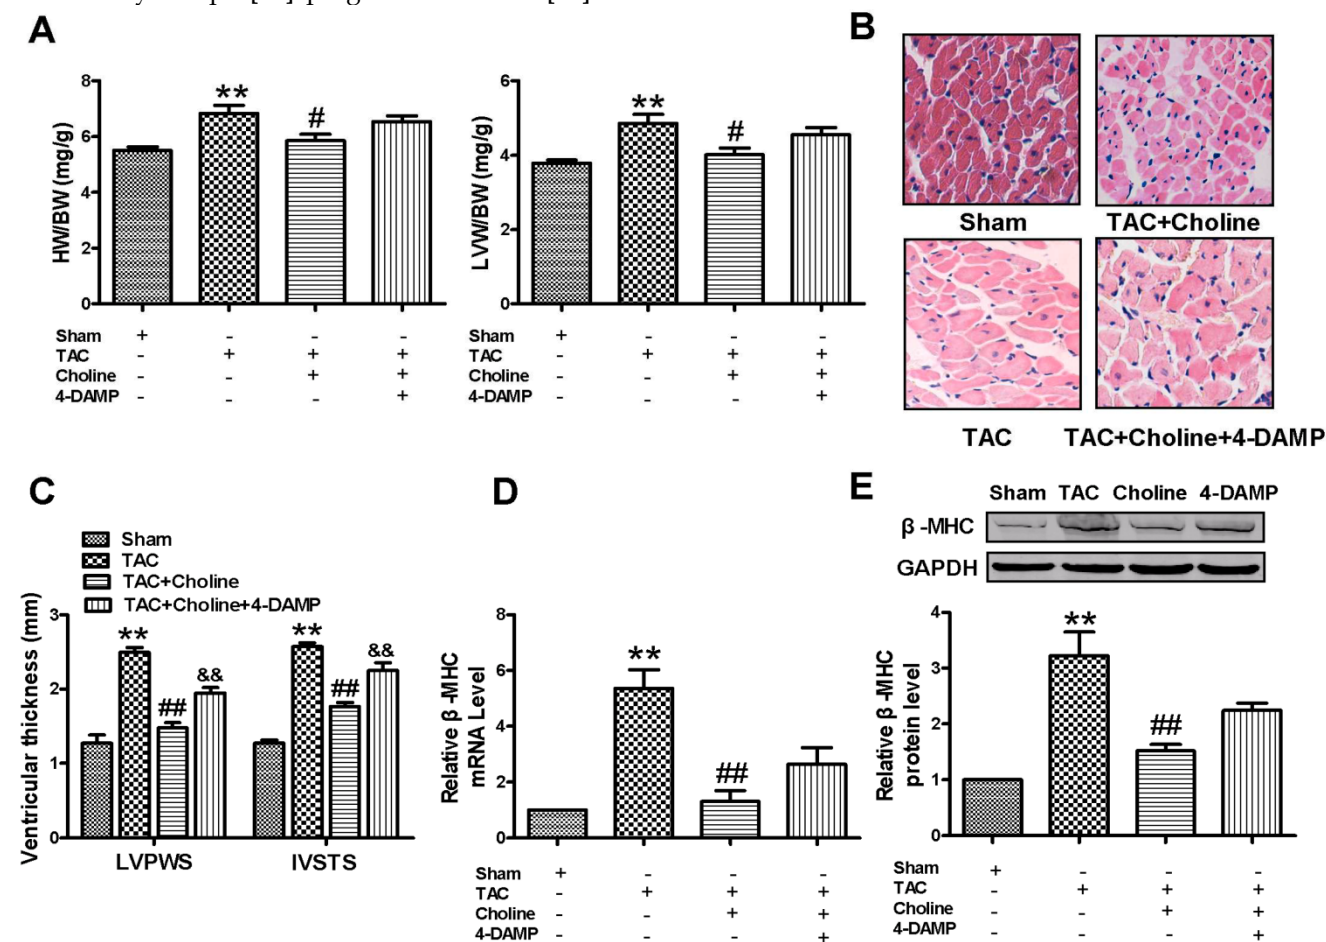 A
B
8
6
4
2
0
HW/BW (mg/g)
**
#
Sham + - - -
TAC - + + +
Choline - - + +
4-DAMP - - - +
6
4
2
0
LVW/BW (mg/g)
**
#
Sham + - - -
TAC - + + +
Choline - - + +
4-DAMP - - - +
Sham
TAC+Choline
TAC
TAC+Choline+4-DAMP
C
Sham
TAC
TAC+Choline
TAC+Choline+4-DAMP
3
2
1
0
Ventricular thickness (mm)
** ## && ** ## &&
LVPWS IVSTS
D
8
6
4
2
0
Relative β -MHC
mRNA Level
**
##
Sham + - - -
TAC - + + +
Choline - - + +
4-DAMP - - - +
E
Sham TAC Choline 4-DAMP
β -MHC
GAPDH
4
3
2
1
0
Relative β -MHC
protein level
**
##
Sham + - - -
TAC - + + +
Choline - - + +
4-DAMP - - - +